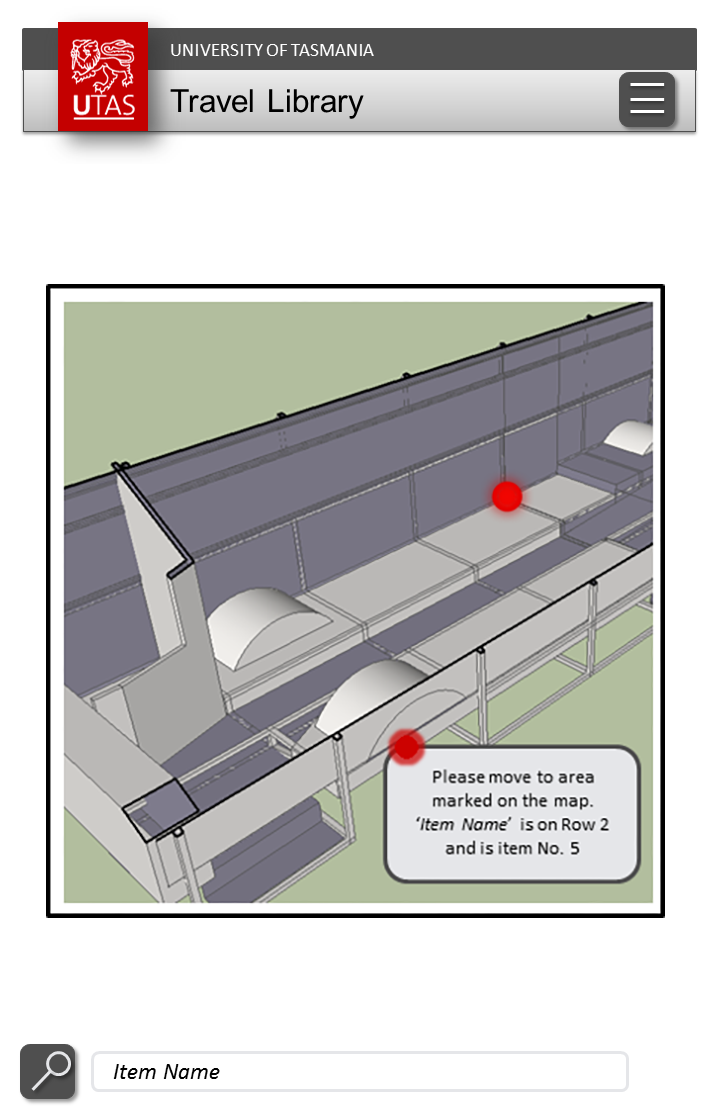 UNIVERSITY OF TASMANIA
UTAS
Travel Library
Please move to area
marked on the map.
‘Item Name’ is on Row 2
and is item No. 5
Item Name